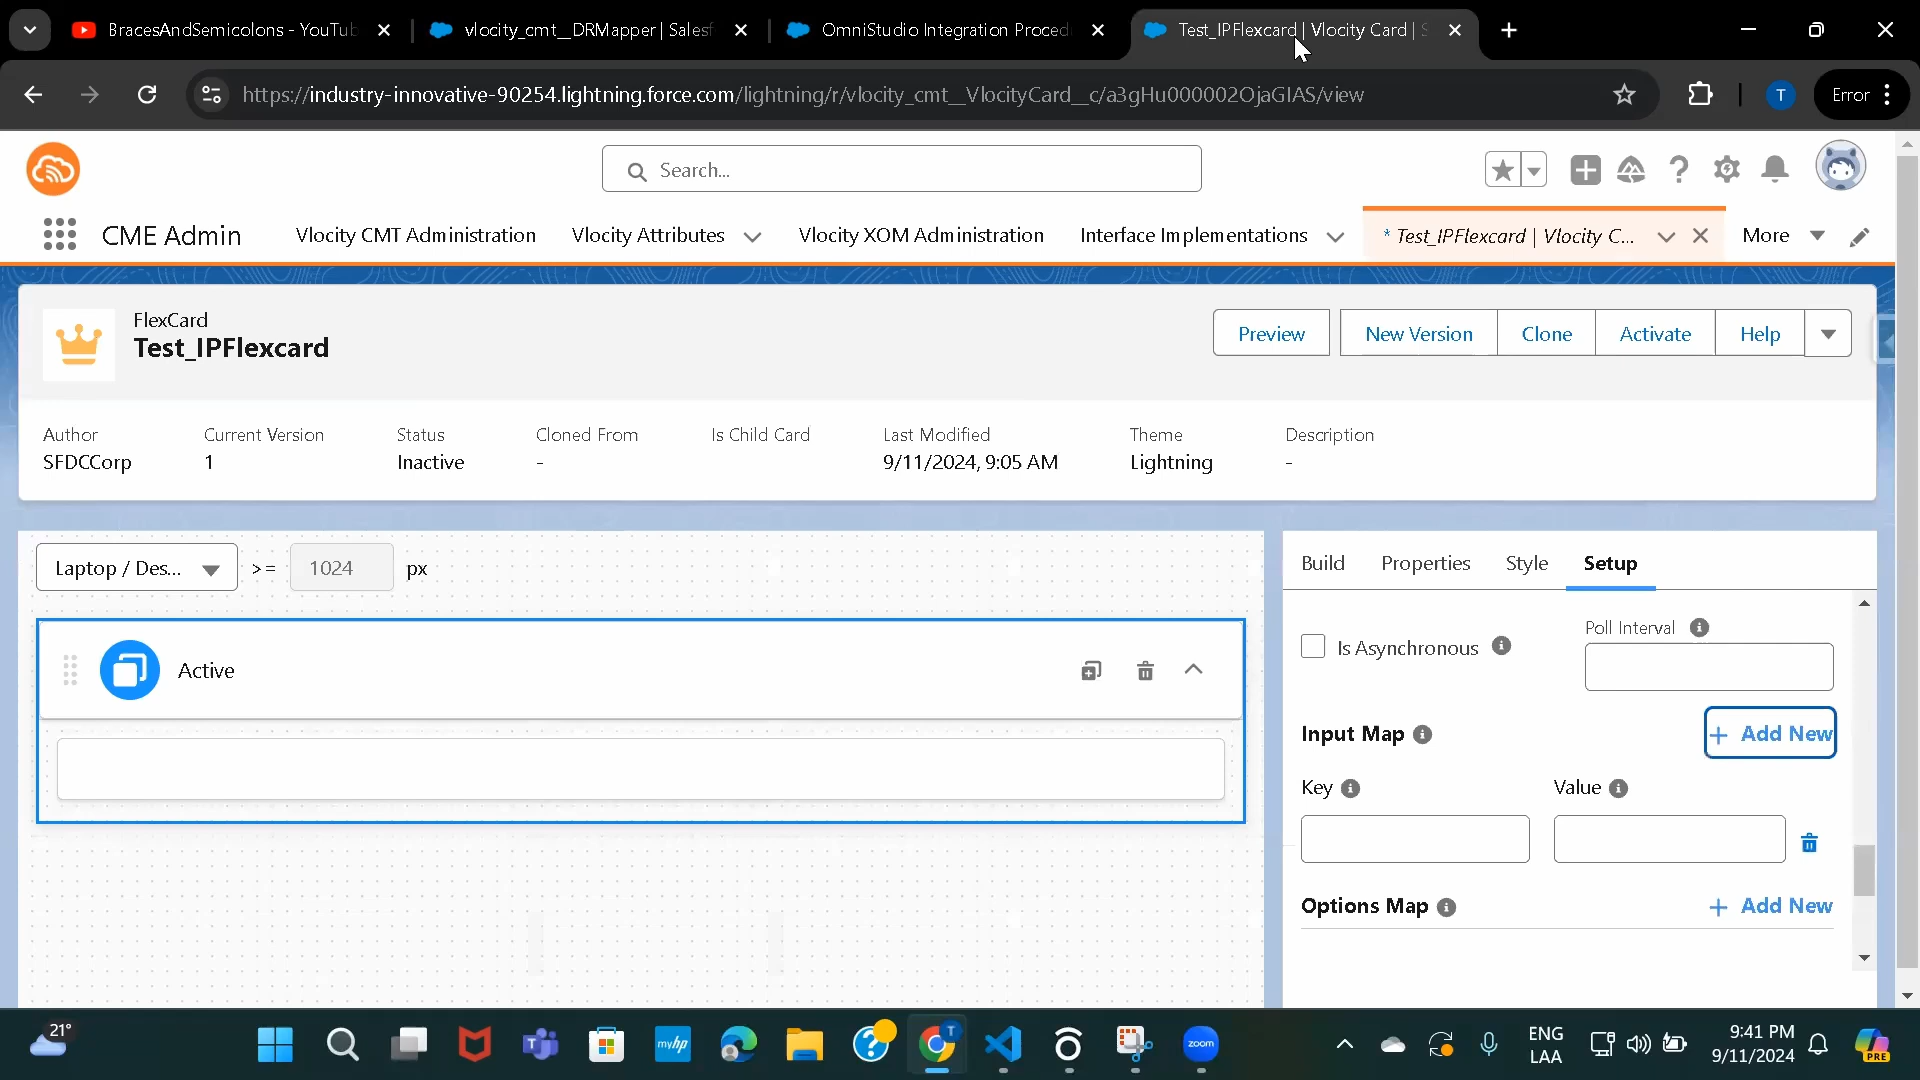 BracesAndSemicolons - YouTub
vlocity_cmt__DRMapper | Salesf
OmniStudio Integration Proced
Test_IPFlexcard | Vlocity Card | S
https://industry-innovative-90254.lightning.force.com/lightning/r/vlocity_cmt__VlocityCard__c/a3gHu000002OjaGIAS/view
T
Error
Search...
CME Admin
Vlocity CMT Administration
Vlocity Attributes
Vlocity XOM Administration
Interface Implementations
* Test_IPFlexcard | Vlocity C...
More
FlexCard
Test_IPFlexcard
Preview
New Version
Clone
Activate
Help
Author
SFDCCorp
Current Version
1
Status
Inactive
Cloned From
-
Is Child Card
Last Modified
9/11/2024, 9:05 AM
Theme
Lightning
Description
-
Laptop / Des...
>=
1024
px
Active
Build
Properties
Style
Setup
Is Asynchronous
Poll Interval
Input Map
+ Add New
Key
Value
Options Map
+ Add New
21°
myhp
T
zoom
ENG
LAA
9:41 PM
9/11/2024
PRE